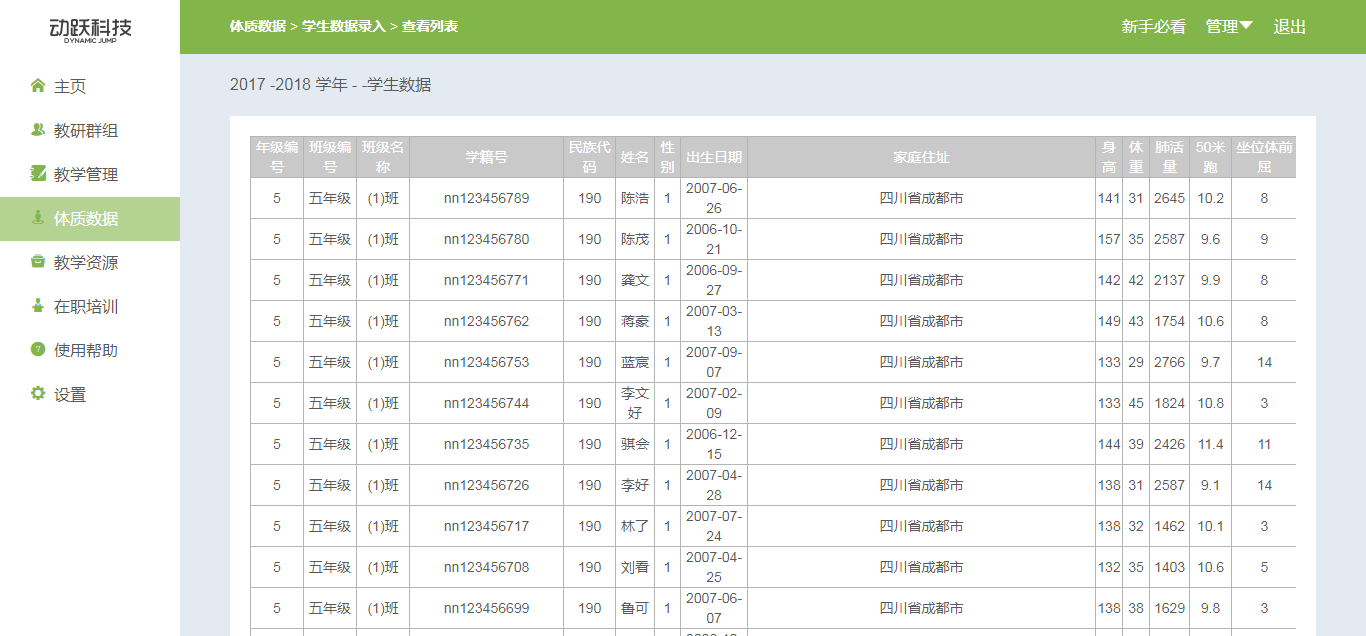 动跃科技
DYNAMIC JUMP
体质数据 > 学生数据录入 > 查看列表
新手必看 管理 退出
主页
教研群组
教学管理
体质数据
教学资源
在职培训
使用帮助
设置
2017 -2018 学年 - -学生数据
年级编号 班级编号 班级名称 学籍号 民族代码 姓名 性别 出生日期 家庭住址 身高 体重 肺活量 50米跑 坐位体前屈
5 五年级 (1)班 nn123456789 190 陈浩 1 2007-06-26 四川省成都市 141 31 2645 10.2 8
5 五年级 (1)班 nn123456780 190 陈茂 1 2006-10-21 四川省成都市 157 35 2587 9.6 9
5 五年级 (1)班 nn123456771 190 龚文 1 2006-09-27 四川省成都市 142 42 2137 9.9 8
5 五年级 (1)班 nn123456762 190 蒋豪 1 2007-03-13 四川省成都市 149 43 1754 10.6 8
5 五年级 (1)班 nn123456753 190 蓝宸 1 2007-09-07 四川省成都市 133 29 2766 9.7 14
5 五年级 (1)班 nn123456744 190 李文好 1 2007-02-09 四川省成都市 133 45 1824 10.8 3
5 五年级 (1)班 nn123456735 190 骐会 1 2006-12-15 四川省成都市 144 39 2426 11.4 11
5 五年级 (1)班 nn123456726 190 李好 1 2007-04-28 四川省成都市 138 31 2587 9.1 14
5 五年级 (1)班 nn123456717 190 林了 1 2007-07-24 四川省成都市 138 32 1462 10.1 3
5 五年级 (1)班 nn123456708 190 刘看 1 2007-04-25 四川省成都市 132 35 1403 10.6 5
5 五年级 (1)班 nn123456699 190 鲁可 1 2007-06-07 四川省成都市 138 38 1629 9.8 3